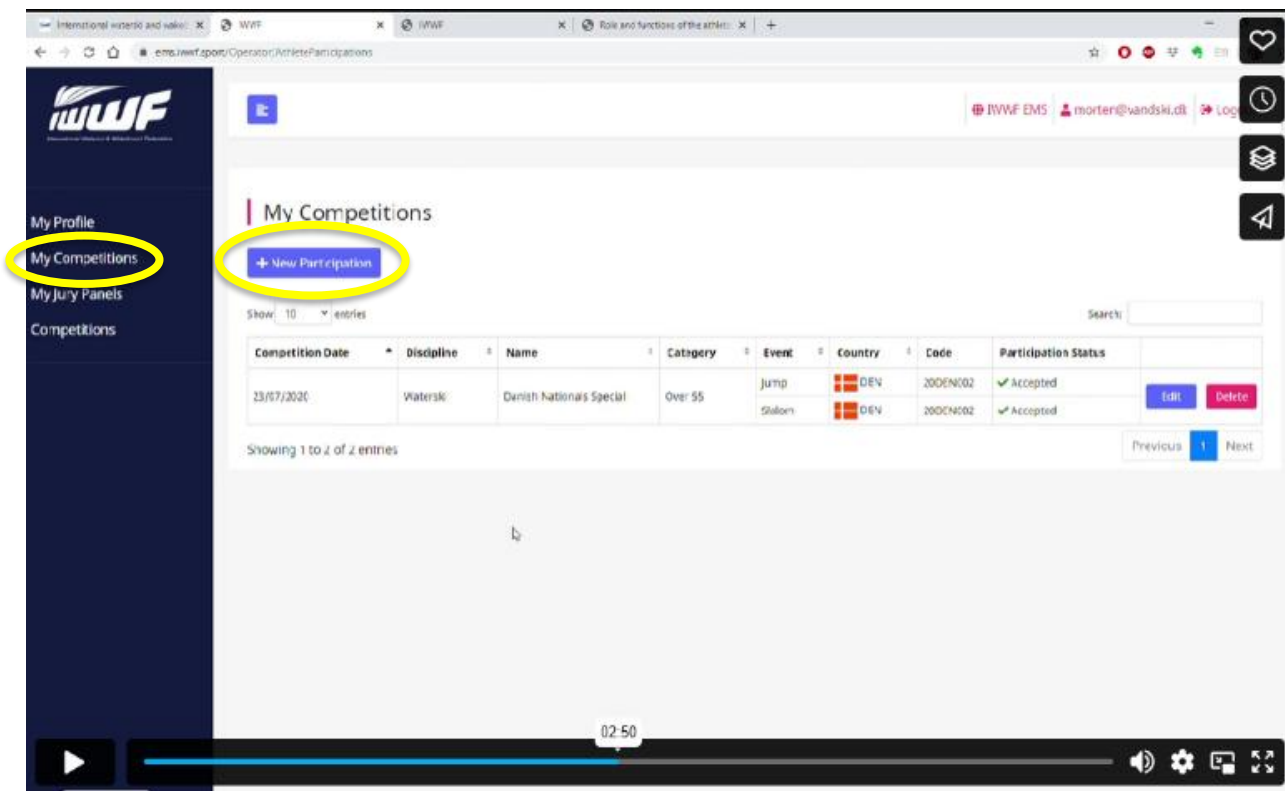 International waterski and wake
IWWF
IWWF
Role and functions of the athlet
ems.iwwf.sport/Operator/AthleteParticipations
iWWF
IWWF EMS
morten@vandski.dk
My Profile
My Competitions
My Jury Panels
Competitions
My Competitions
+ New Participation
Show 10 entries
Search:
Competition Date Discipline Name Category Event Country Code Participation Status
23/07/2020 Waterski Danish Nationals Special Over 55 Jump DEN 20DEN002 Accepted Edit Delete
Slalom DEN 20DEN002 Accepted
Showing 1 to 2 of 2 entries
Previous 1 Next
02:50